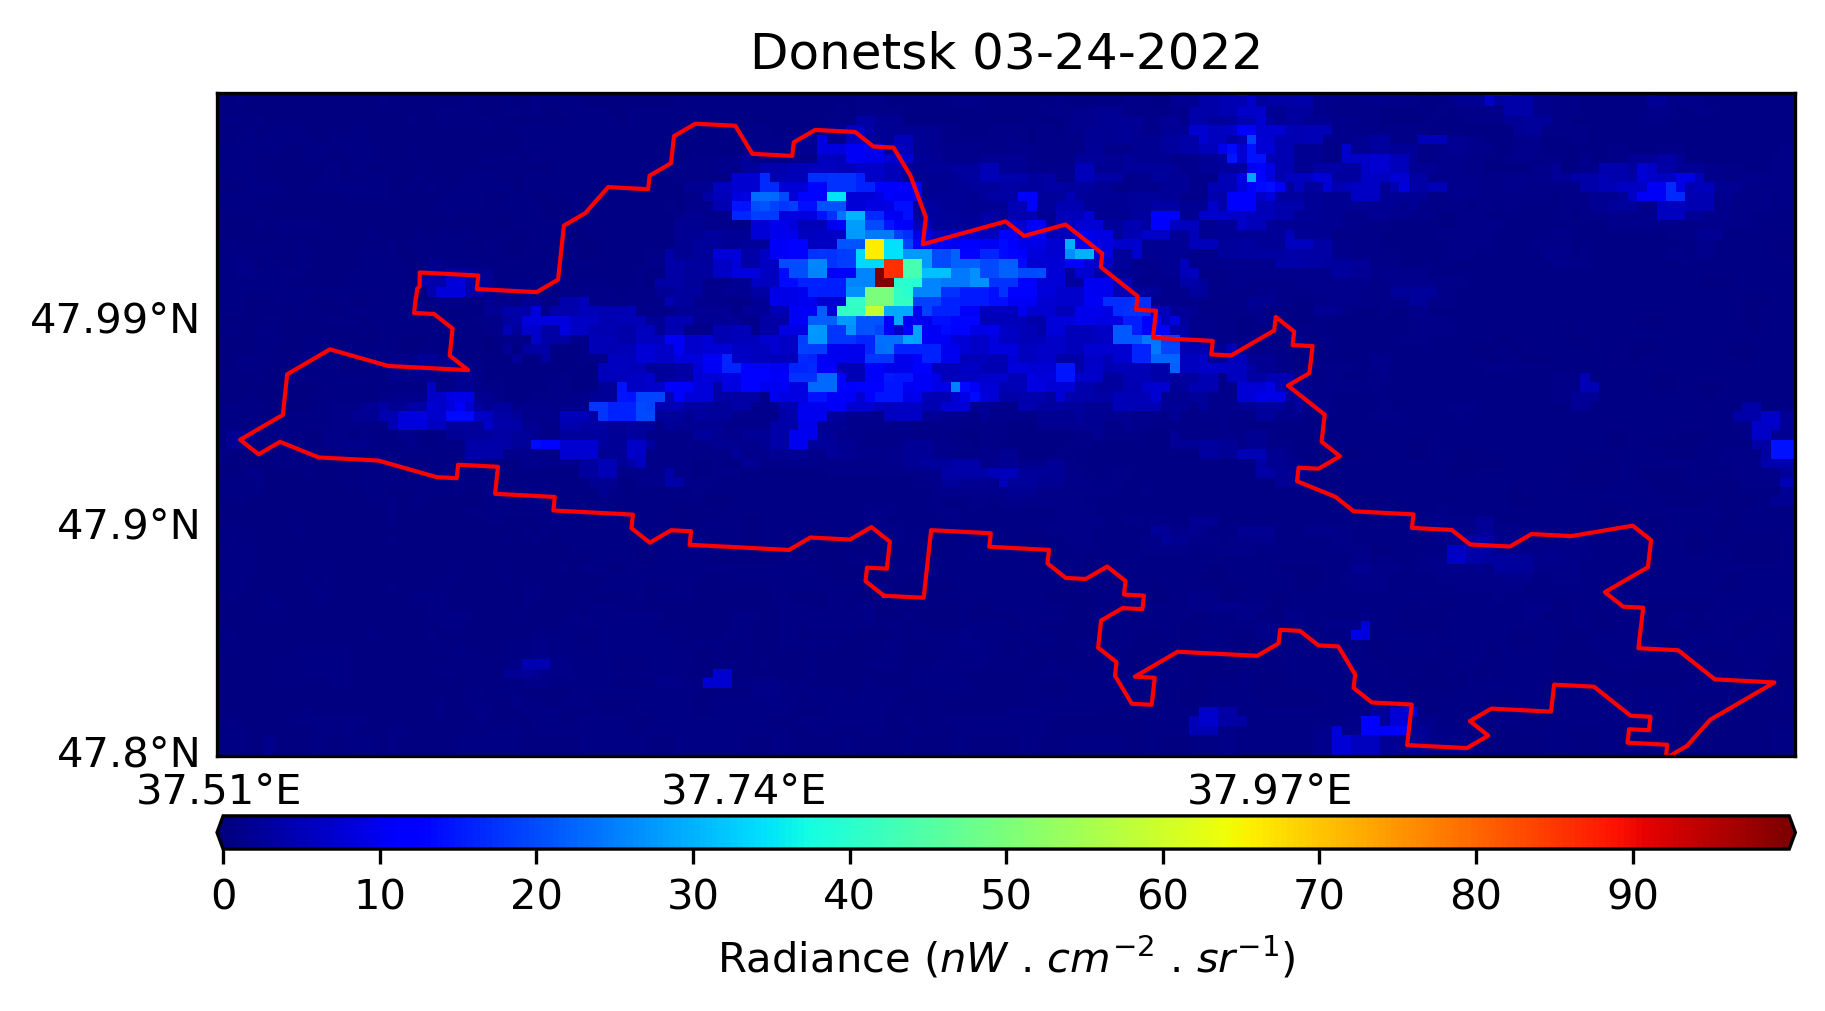 Donetsk 03-24-2022
47.99°N
47.9°N
47.8°N
37.51°E 37.74°E 37.97°E
0 10 20 30 40 50 60 70 80 90
Radiance (nW . cm⁻² . sr⁻¹)